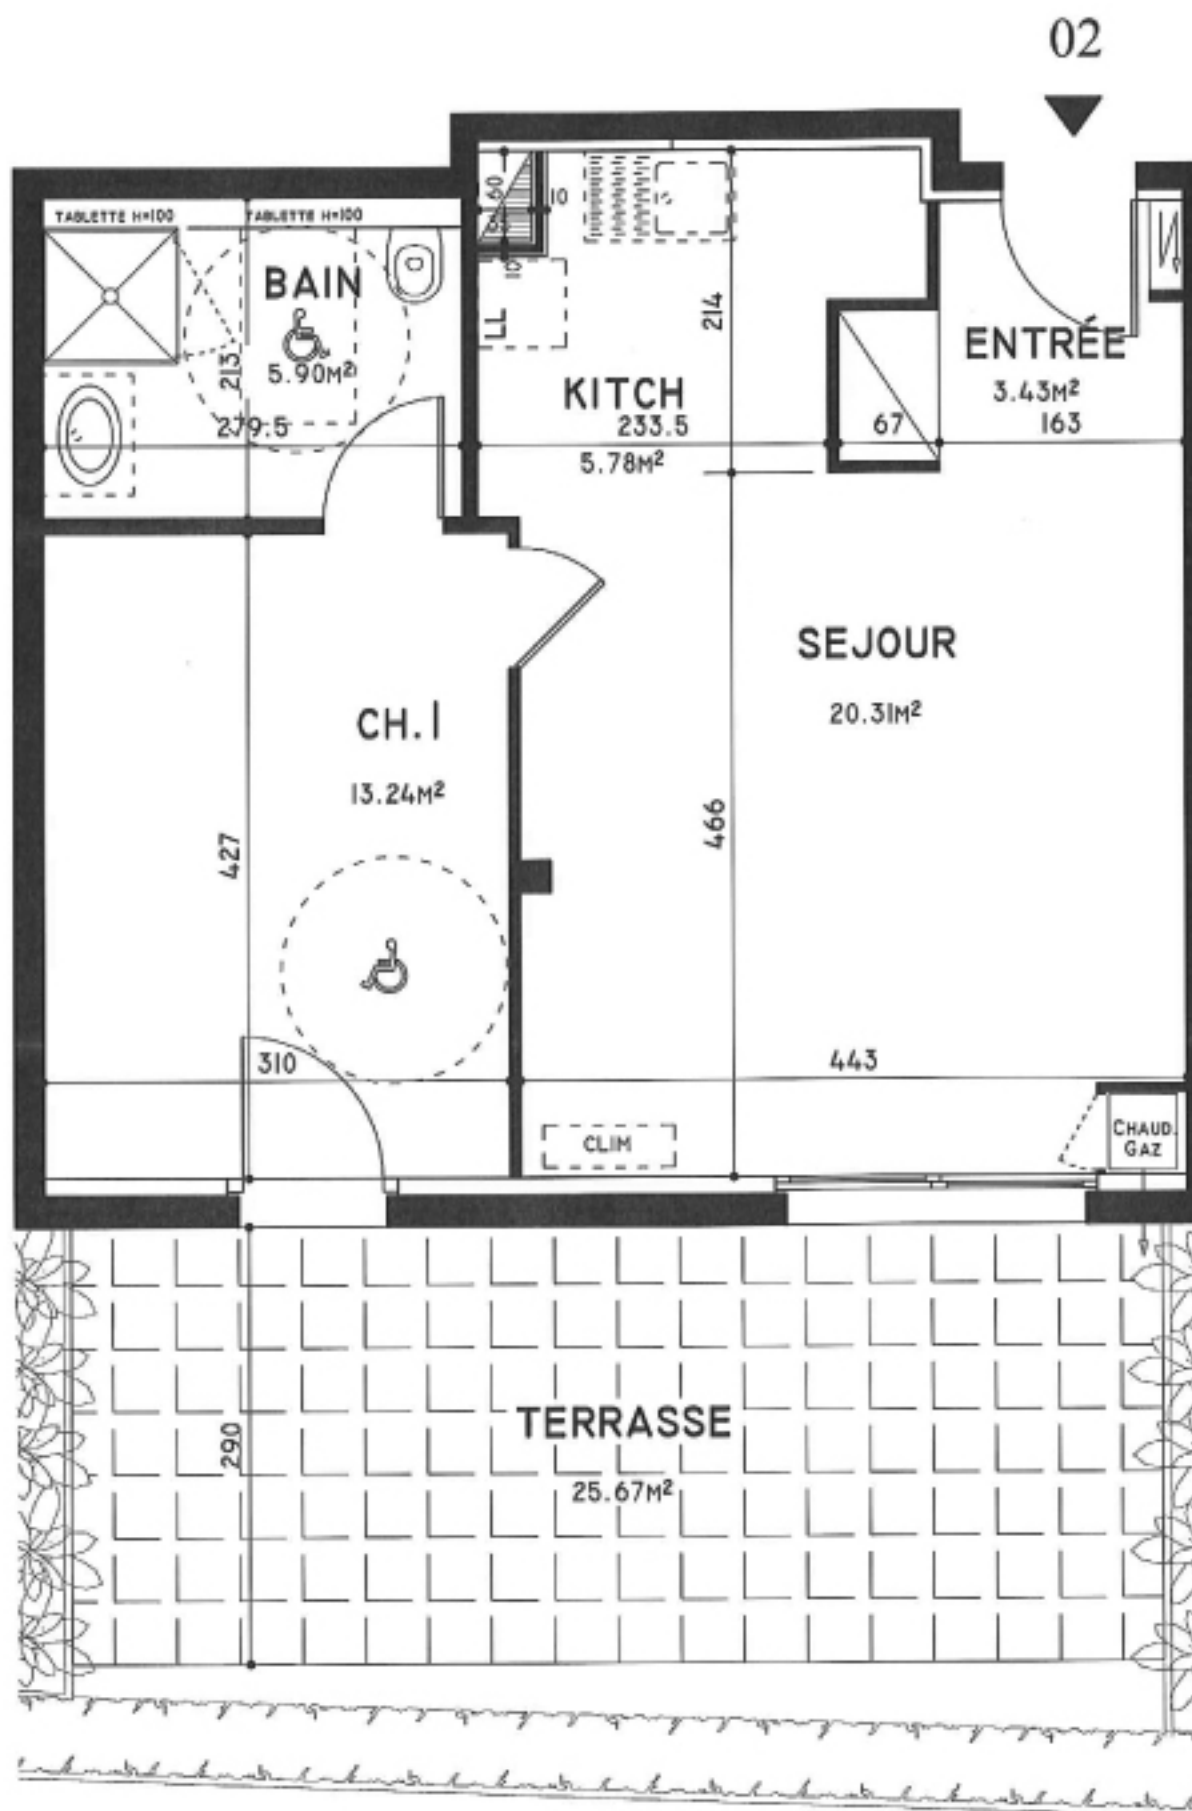 02
TABLETTE H=100
TABLETTE H=100
60
10
10
BAIN
5.90M²
213
279.5
LL
KITCH
233.5
5.78M²
214
67
ENTRÉE
3.43M²
163
SEJOUR
20.31M²
CH.1
13.24M²
427
466
310
443
CLIM
CHAUD.
GAZ
TERRASSE
25.67M²
290